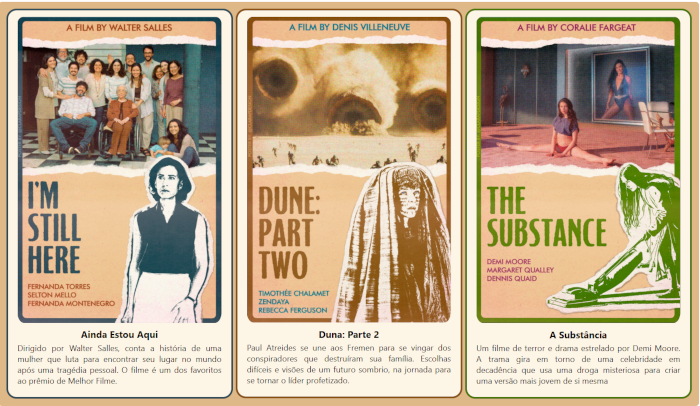 A FILM BY WALTER SALLES
I'M
STILL
HERE
FERNANDA TORRES
SELTON MELLO
FERNANDA MONTENEGRO
Ainda Estou Aqui
Dirigido por Walter Salles, conta a história de uma
mulher que luta para encontrar seu lugar no mundo
após uma tragédia pessoal. O filme é um dos favoritos
ao prêmio de Melhor Filme.
A FILM BY DENIS VILLENEUVE
DUNE:
PART
TWO
TIMOTHÉE CHALAMET
ZENDAYA
REBECCA FERGUSON
Duna: Parte 2
Paul Atreides se une aos Fremen para se vingar dos
conspiradores que destruíram sua família. Escolhas
difíceis e visões de um futuro sombrio, na jornada para
se tornar o líder profetizado.
A FILM BY CORALIE FARGEAT
THE
SUBSTANCE
DEMI MOORE
MARGARET QUALLEY
DENNIS QUAID
A Substância
Um filme de terror e drama estrelado por Demi Moore.
A trama gira em torno de uma celebridade em
decadência que usa uma droga misteriosa para criar
uma versão mais jovem de si mesma